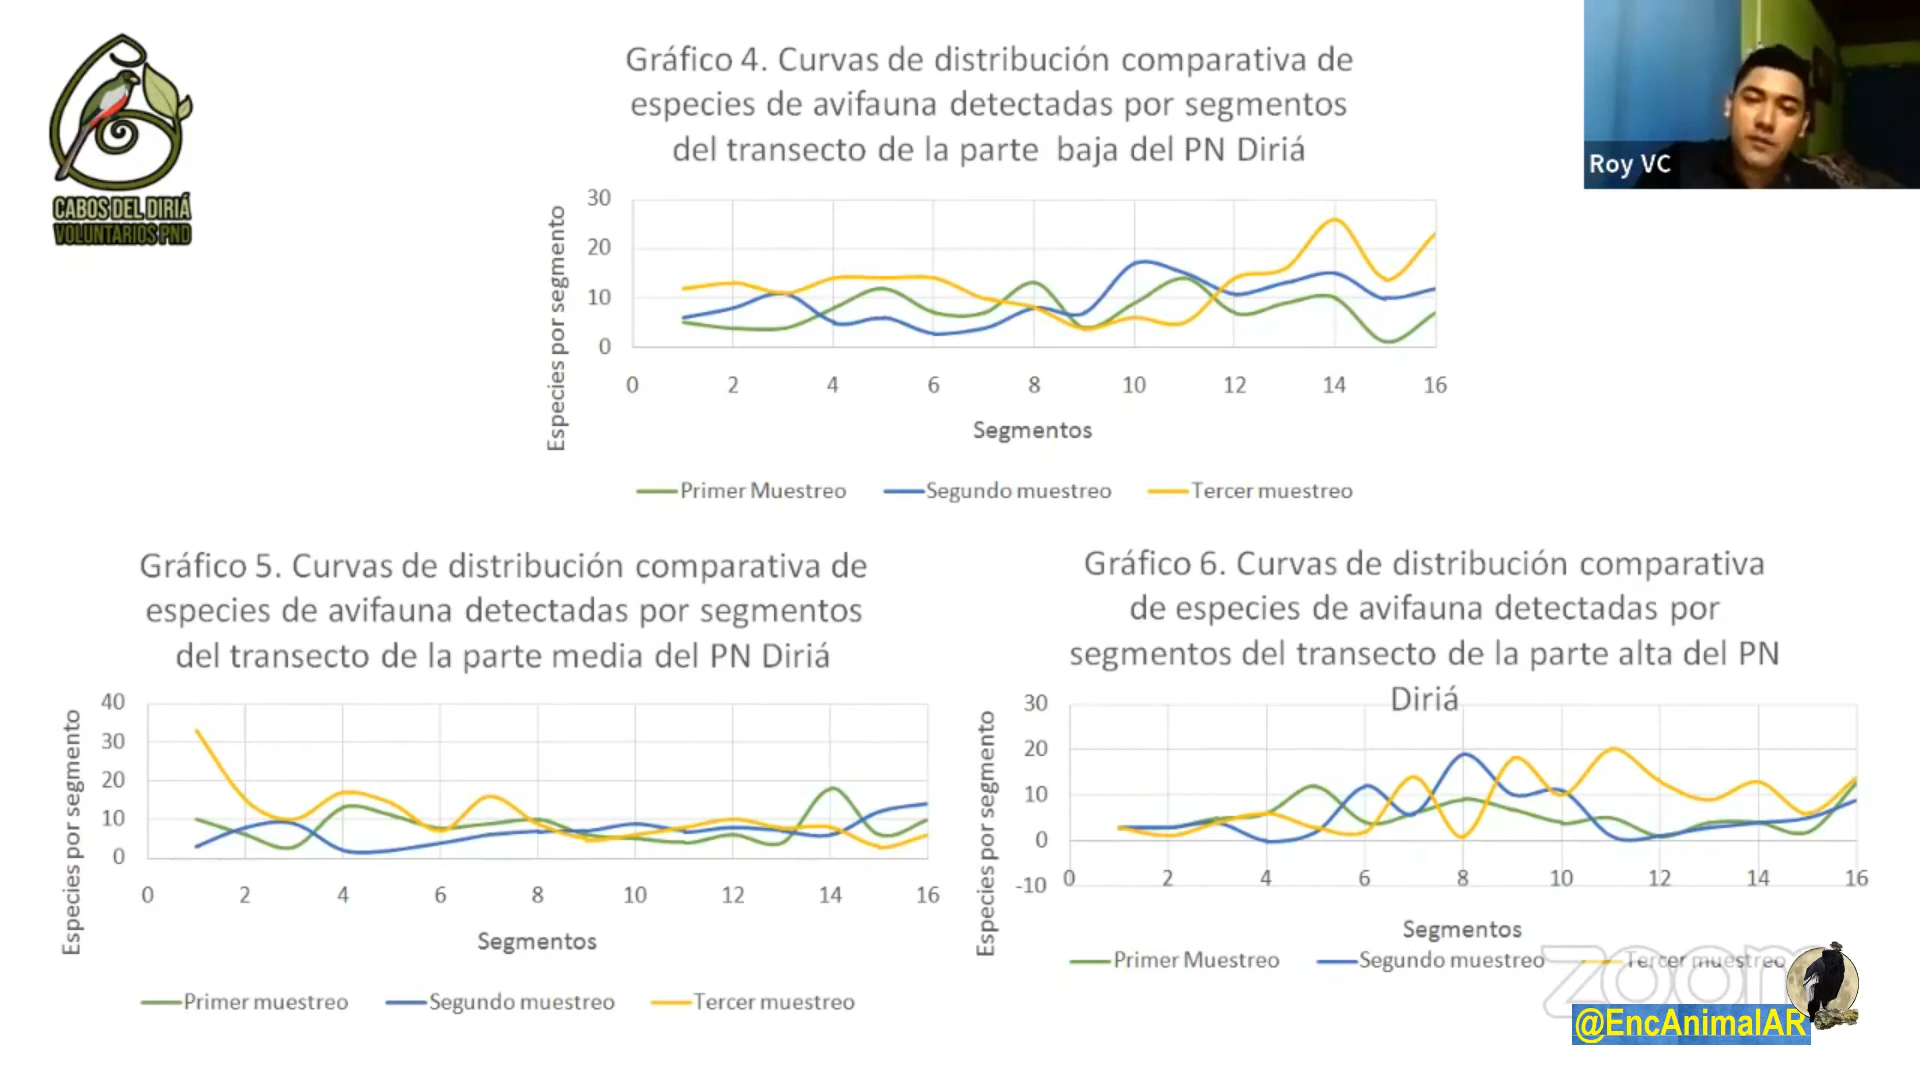 CABOS DEL DIRIÁ
VOLUNTARIOS PND
Roy VC
Gráfico 4. Curvas de distribución comparativa de
especies de avifauna detectadas por segmentos
del transecto de la parte baja del PN Diriá
Especies por segmento
30
20
10
0
0 2 4 6 8 10 12 14 16
Segmentos
Primer Muestreo Segundo muestreo Tercer muestreo
Gráfico 5. Curvas de distribución comparativa de
especies de avifauna detectadas por segmentos
del transecto de la parte media del PN Diriá
Especies por segmento
40
30
20
10
0
0 2 4 6 8 10 12 14 16
Segmentos
Primer muestreo Segundo muestreo Tercer muestreo
Gráfico 6. Curvas de distribución comparativa
de especies de avifauna detectadas por
segmentos del transecto de la parte alta del PN
Diriá
Especies por segmento
30
20
10
0
-10
0 2 4 6 8 10 12 14 16
Segmentos
Primer Muestreo Segundo muestreo Tercer muestreo
zoom
@EncAnimalAR